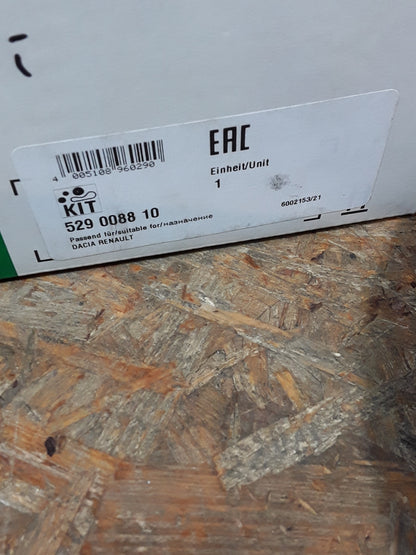 EAC
4 005108 960290
Einheit/Unit
1
KIT
529 0088 10
6002153/21
Passend für/suitable for/назначение
DACIA RENAULT